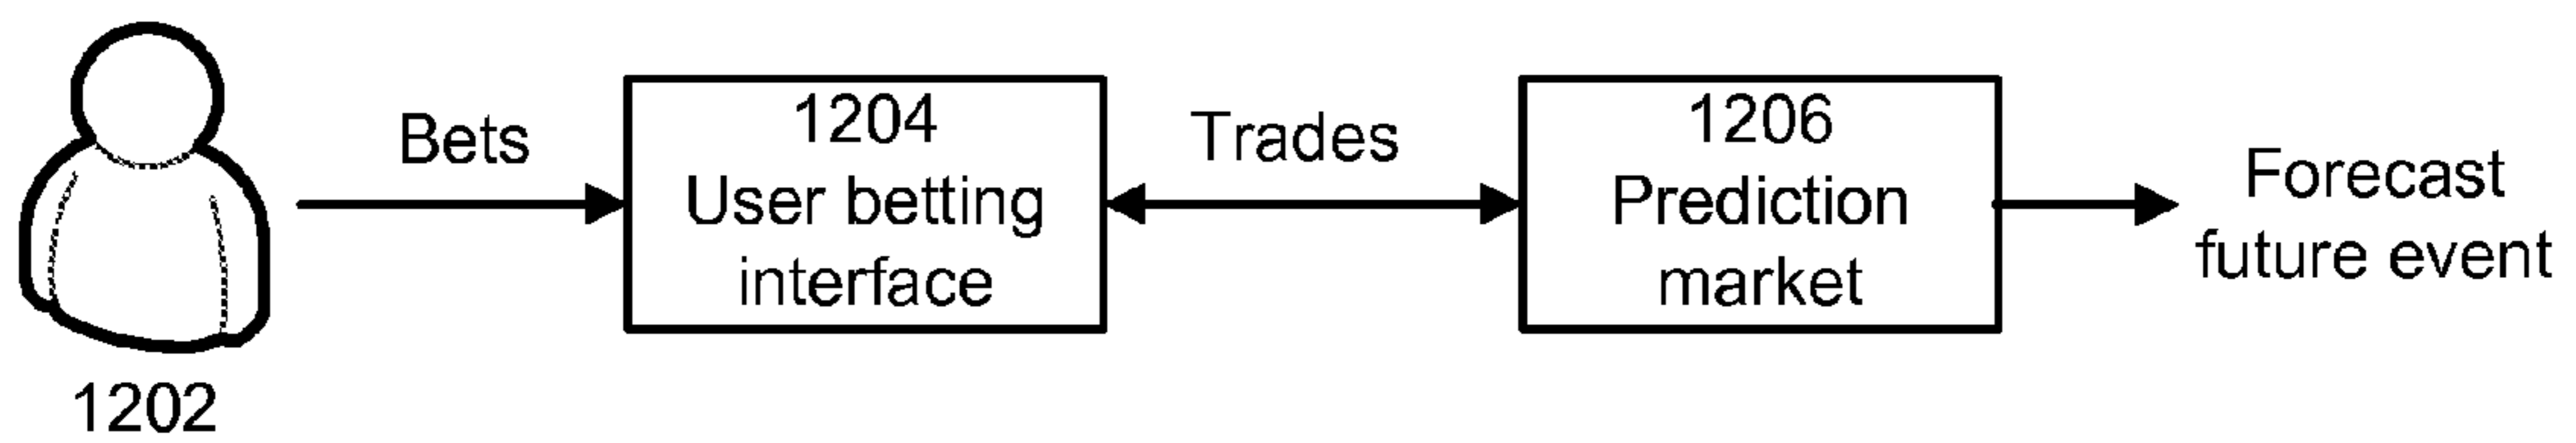 1202
Bets
1204
User betting
interface
Trades
1206
Prediction
market
Forecast
future event